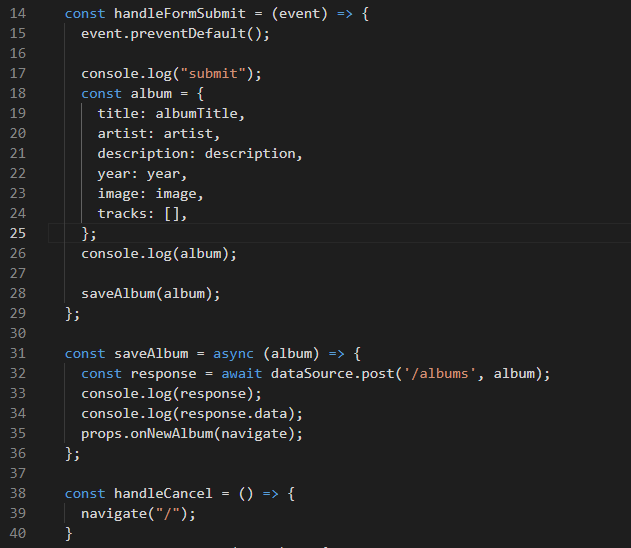 14 const handleFormSubmit = (event) => {
15 event.preventDefault();
16
17 console.log("submit");
18 const album = {
19 title: albumTitle,
20 artist: artist,
21 description: description,
22 year: year,
23 image: image,
24 tracks: [],
25 };
26 console.log(album);
27
28 saveAlbum(album);
29 };
30
31 const saveAlbum = async (album) => {
32 const response = await dataSource.post('/albums', album);
33 console.log(response);
34 console.log(response.data);
35 props.onNewAlbum(navigate);
36 };
37
38 const handleCancel = () => {
39 navigate("/");
40 }